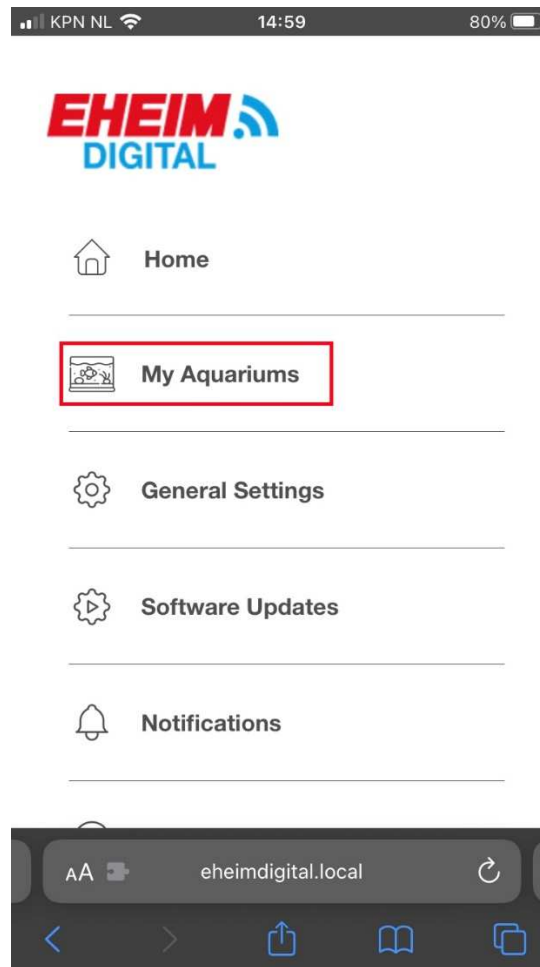 KPN NL 14:59 80%
EHEIM
DIGITAL
Home
My Aquariums
General Settings
Software Updates
Notifications
AA eheimdigital.local